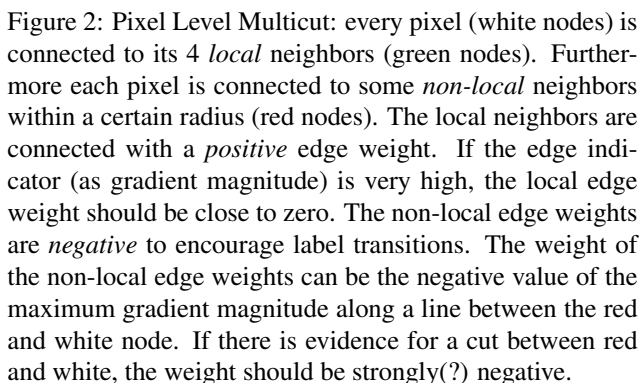 Figure 2: Pixel Level Multicut: every pixel (white nodes) is
connected to its 4 local neighbors (green nodes). Further-
more each pixel is connected to some non-local neighbors
within a certain radius (red nodes). The local neighbors are
connected with a positive edge weight. If the edge indi-
cator (as gradient magnitude) is very high, the local edge
weight should be close to zero. The non-local edge weights
are negative to encourage label transitions. The weight of
the non-local edge weights can be the negative value of the
maximum gradient magnitude along a line between the red
and white node. If there is evidence for a cut between red
and white, the weight should be strongly(?) negative.